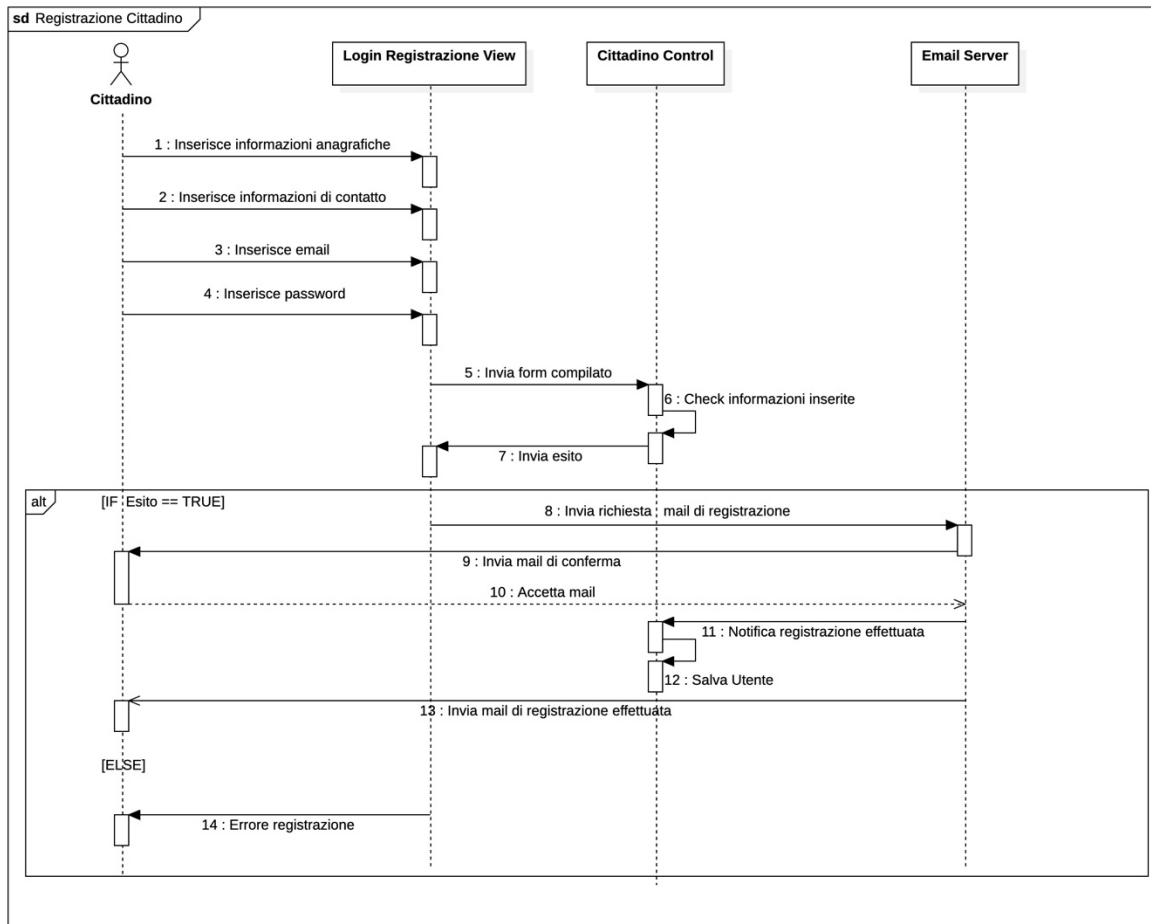 sd Registrazione Cittadino
Login Registrazione View
Cittadino Control
Email Server
Cittadino
1 : Inserisce informazioni anagrafiche
2 : Inserisce informazioni di contatto
3 : Inserisce email
4 : Inserisce password
5 : Invia form compilato
6 : Check informazioni inserite
7 : Invia esito
alt
[IF Esito == TRUE]
8 : Invia richiesta mail di registrazione
9 : Invia mail di conferma
10 : Accetta mail
11 : Notifica registrazione effettuata
12 : Salva Utente
13 : Invia mail di registrazione effettuata
[ELSE]
14 : Errore registrazione